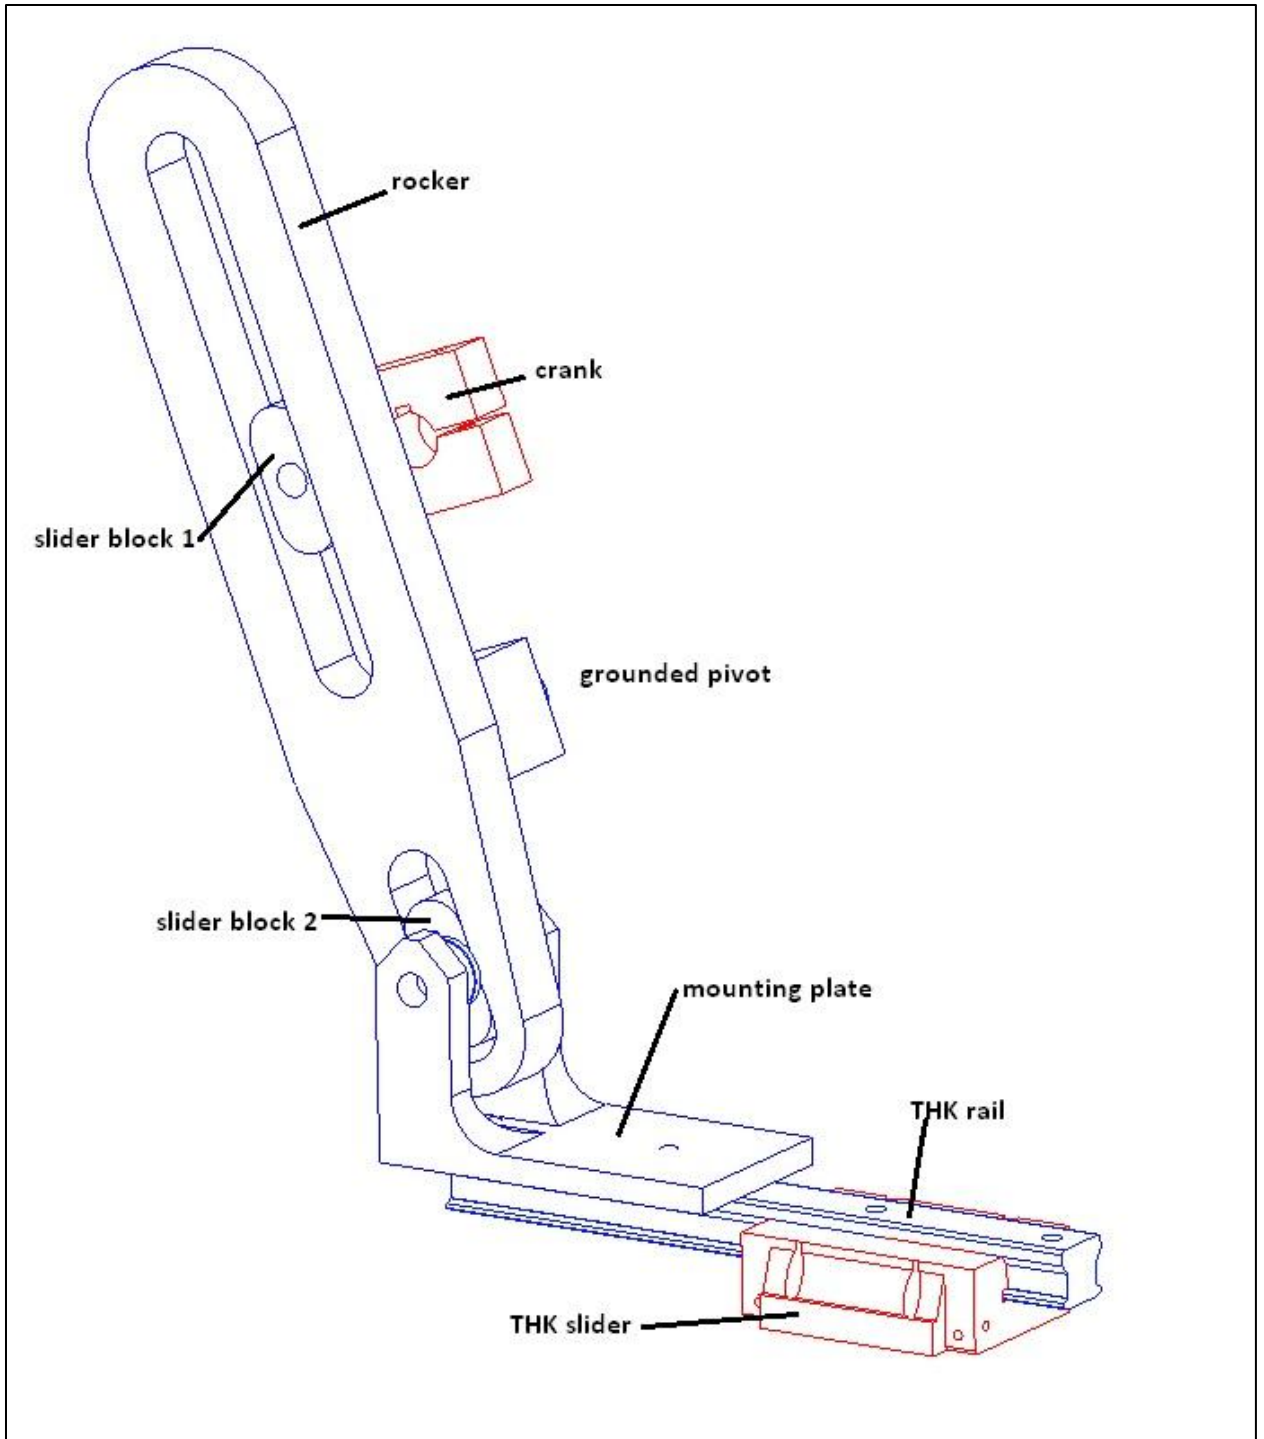 rocker
crank
slider block 1
grounded pivot
slider block 2
mounting plate
THK rail
THK slider